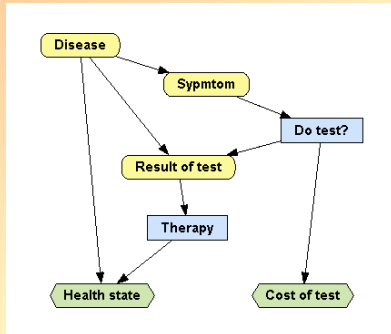 Disease
Sypmtom
Do test?
Result of test
Therapy
Health state
Cost of test